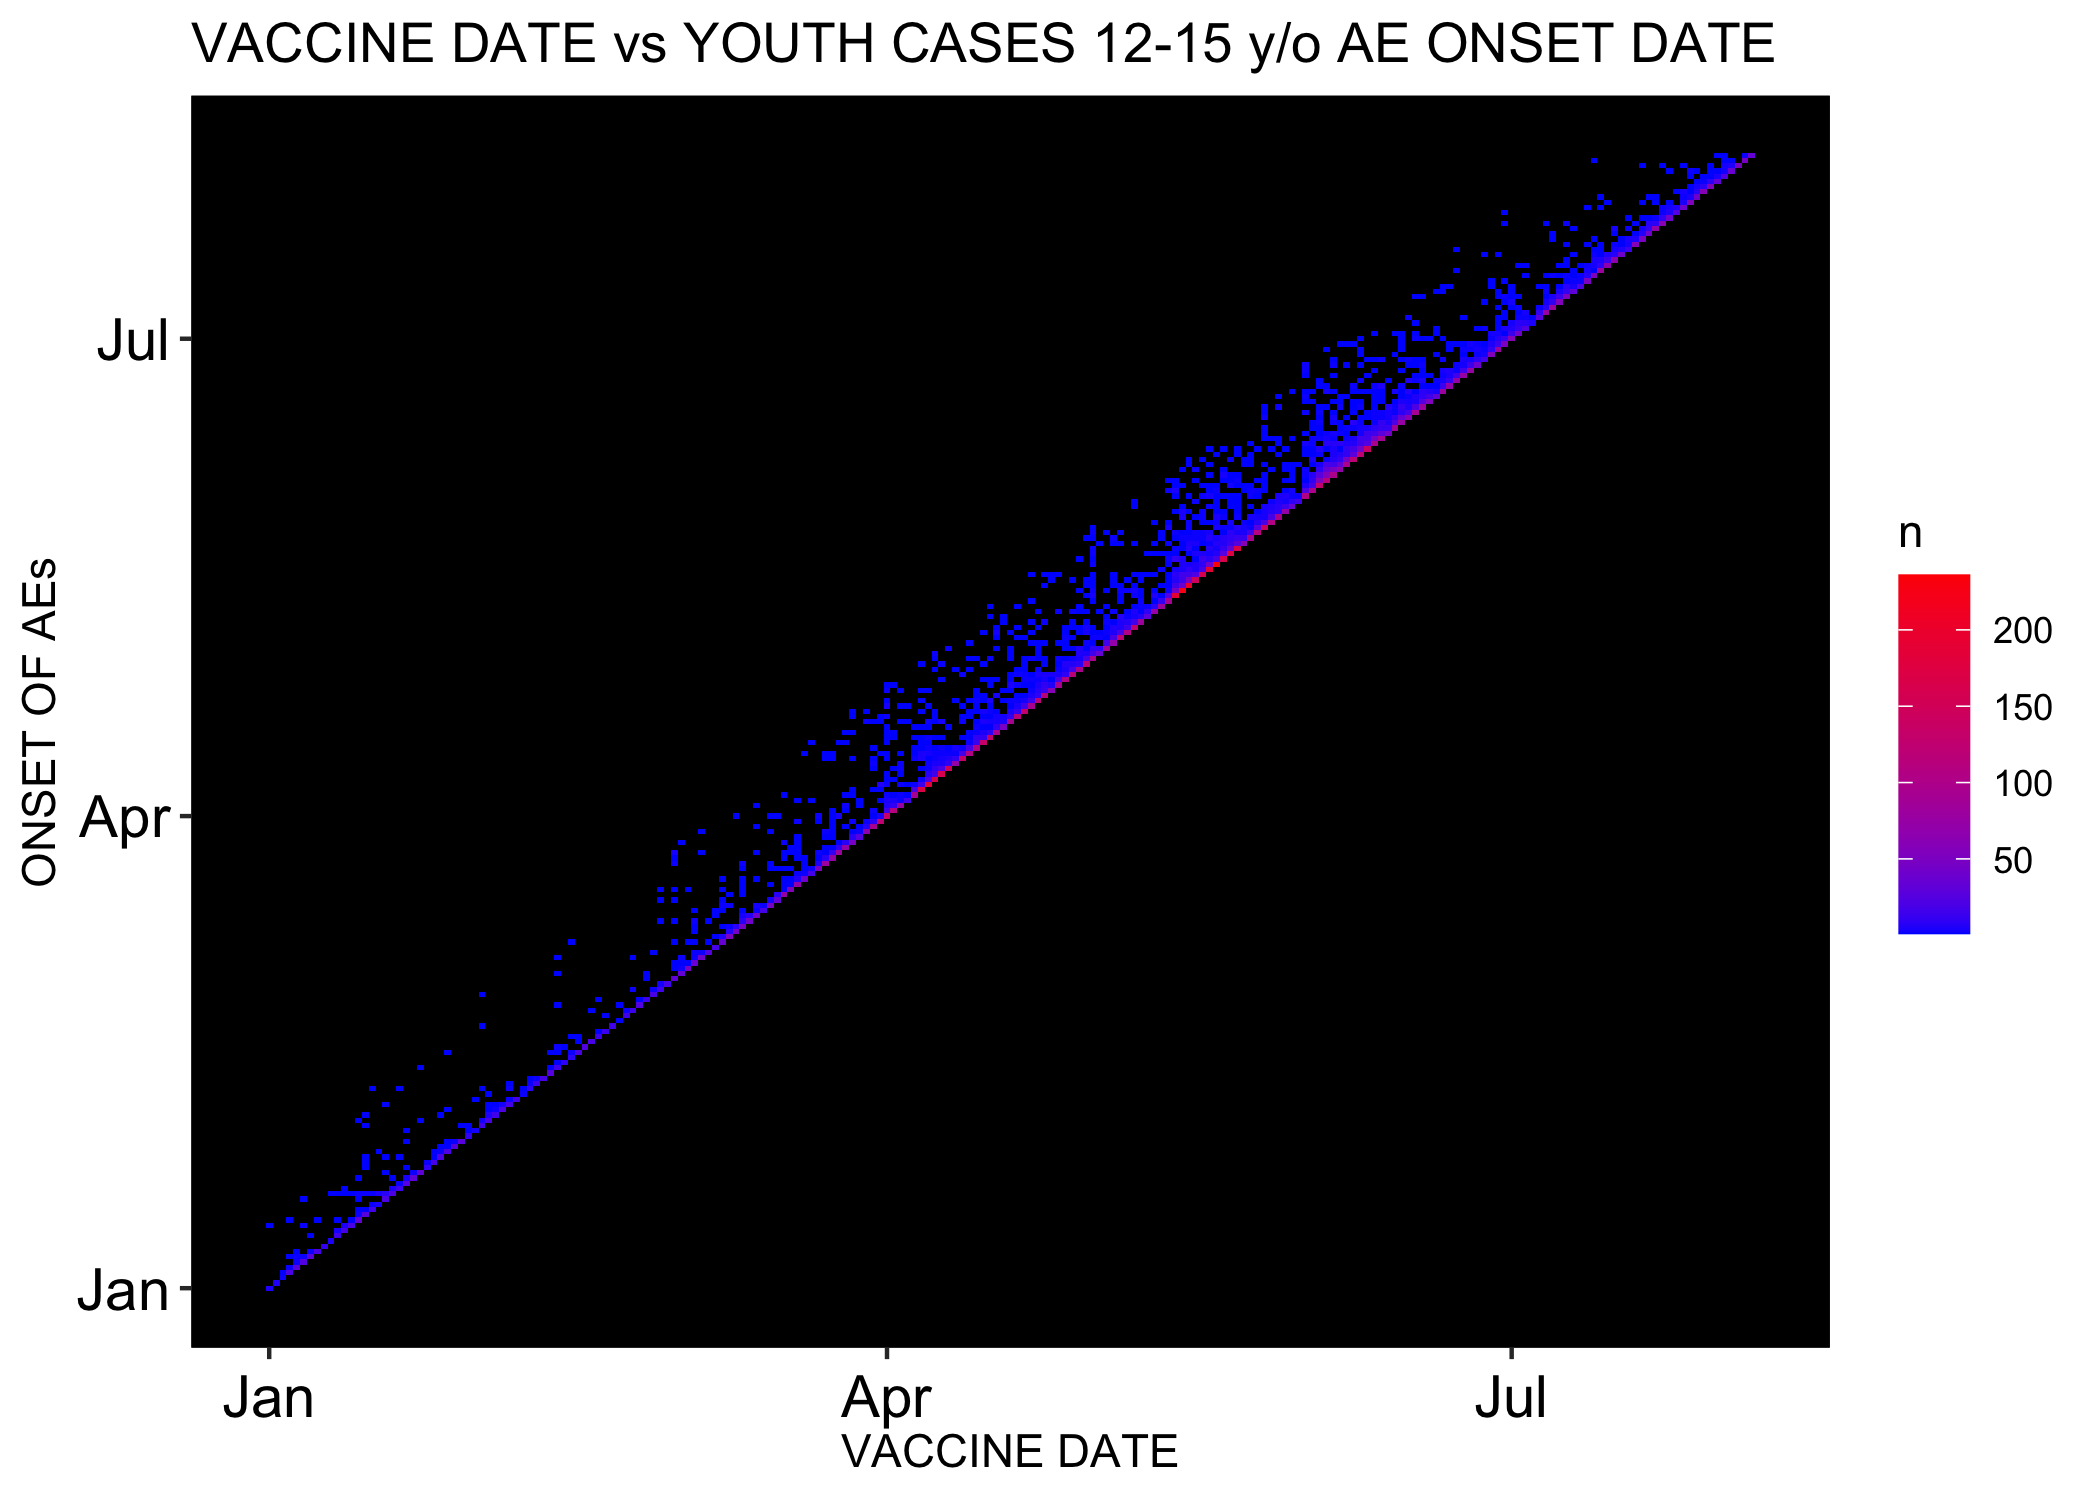 VACCINE DATE vs YOUTH CASES 12-15 y/o AE ONSET DATE
ONSET OF AEs
Jul
Apr
Jan
Jan
Apr
Jul
VACCINE DATE
n
200
150
100
50